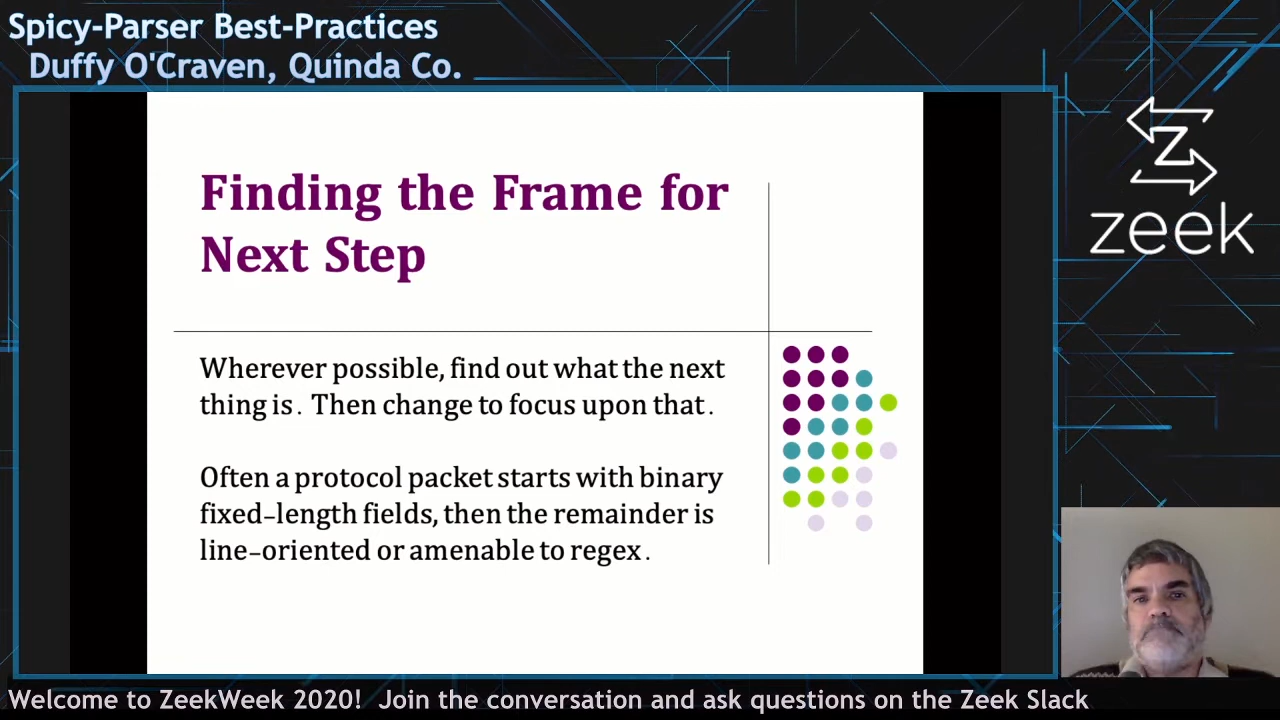 Spicy-Parser Best-Practices
Duffy O'Craven, Quinda Co.
Finding the Frame for
Next Step
Wherever possible, find out what the next
thing is. Then change to focus upon that.
Often a protocol packet starts with binary
fixed-length fields, then the remainder is
line-oriented or amenable to regex.
Z
zeek
Welcome to ZeekWeek 2020! Join the conversation and ask questions on the Zeek Slack